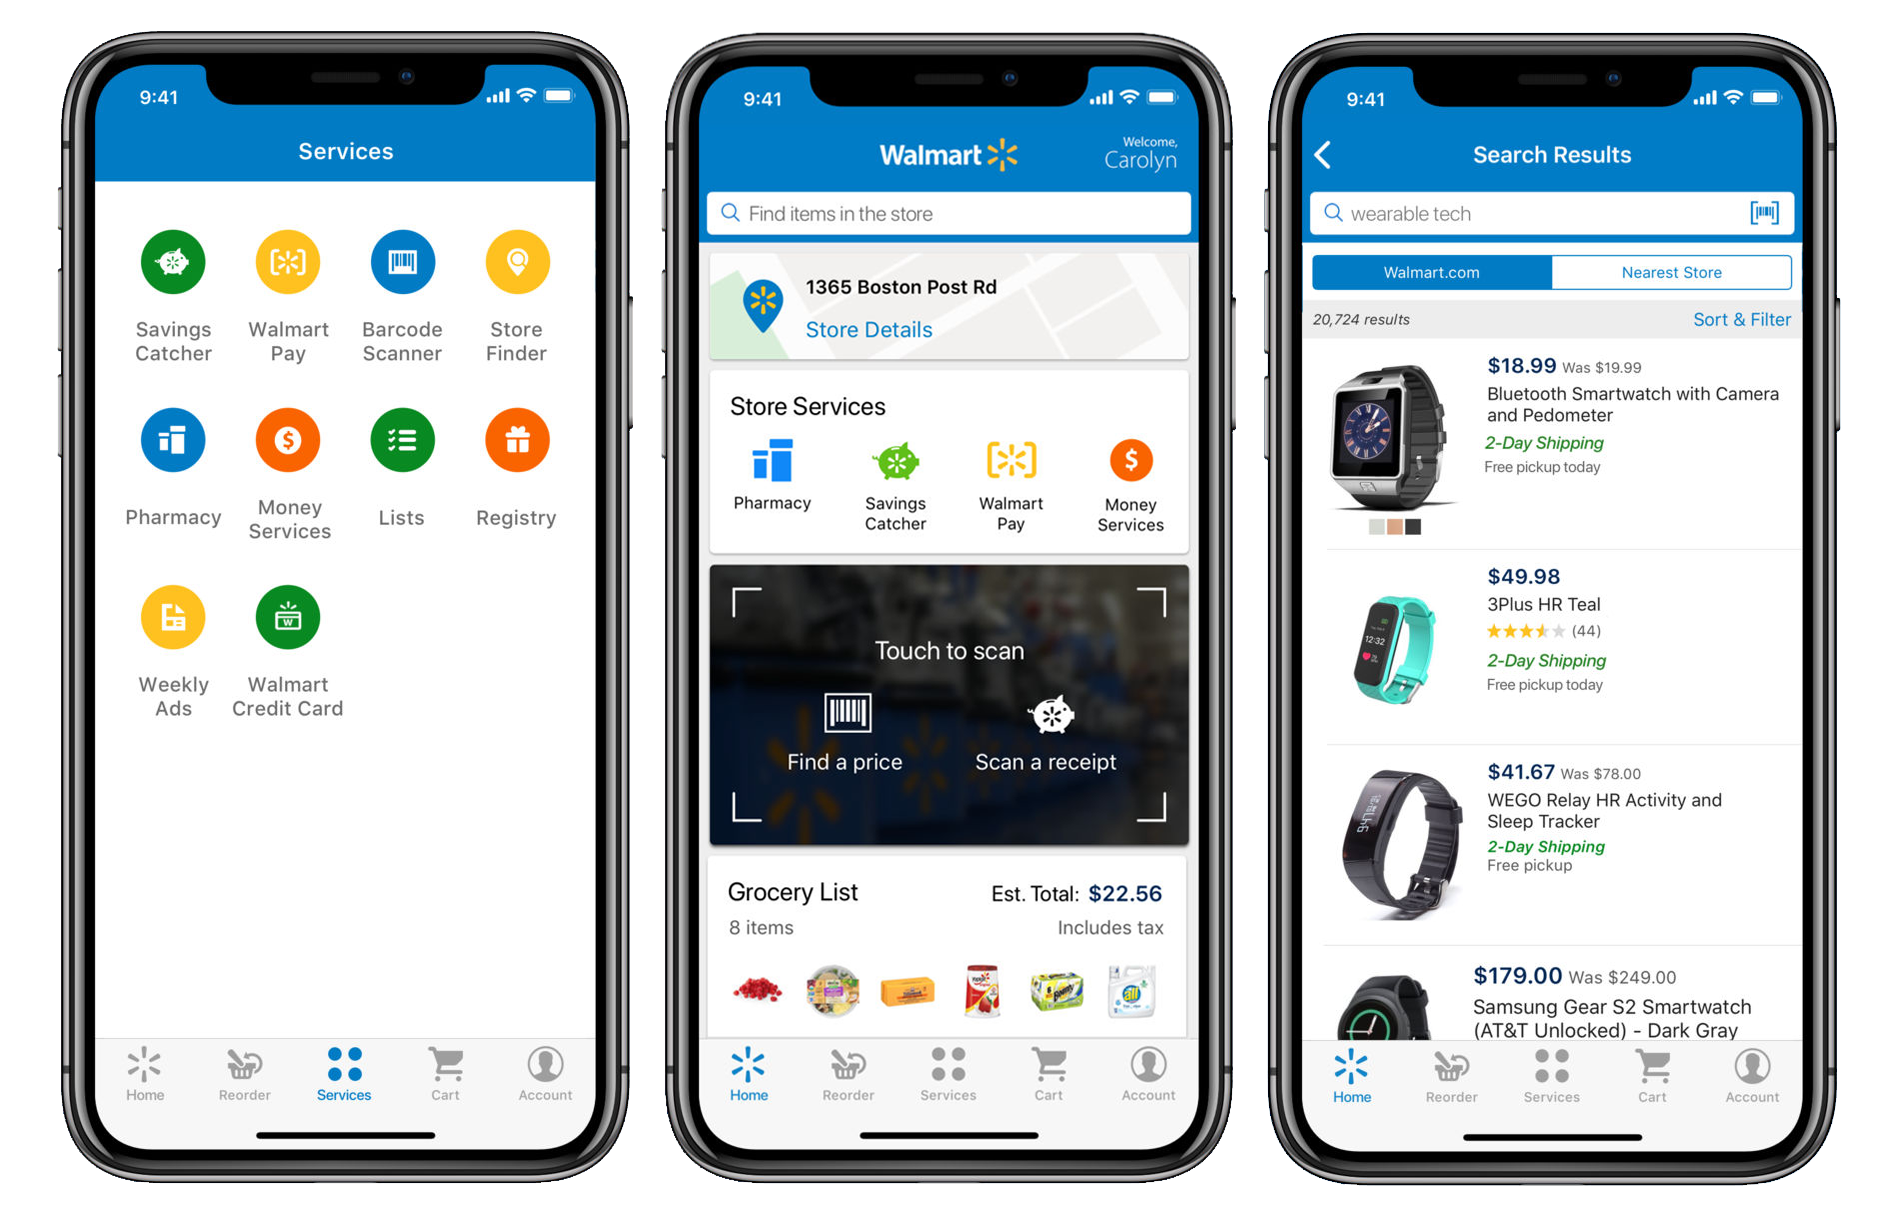 9:41
Services
Savings
Catcher
Walmart
Pay
Barcode
Scanner
Store
Finder
Pharmacy
Money
Services
Lists
Registry
Weekly
Ads
W
Walmart
Credit Card
Home
Reorder
Services
Cart
Account
9:41
Walmart
Welcome,
Carolyn
Find items in the store
1365 Boston Post Rd
Store Details
Store Services
Pharmacy
Savings
Catcher
Walmart
Pay
$
Money
Services
Touch to scan
Find a price
Scan a receipt
Grocery List
Est. Total: $22.56
8 items
Includes tax
Bounty
all
Home
Reorder
Services
Cart
Account
9:41
Search Results
wearable tech
Walmart.com
Nearest Store
20,724 results
Sort & Filter
$18.99 Was $19.99
Bluetooth Smartwatch with Camera
and Pedometer
2-Day Shipping
Free pickup today
$49.98
3Plus HR Teal
(44)
2-Day Shipping
Free pickup today
12:32
$41.67 Was $78.00
WEGO Relay HR Activity and
Sleep Tracker
2-Day Shipping
Free pickup
$179.00 Was $249.00
Samsung Gear S2 Smartwatch
(AT&T Unlocked) - Dark Gray
Home
Reorder
Services
Cart
Account